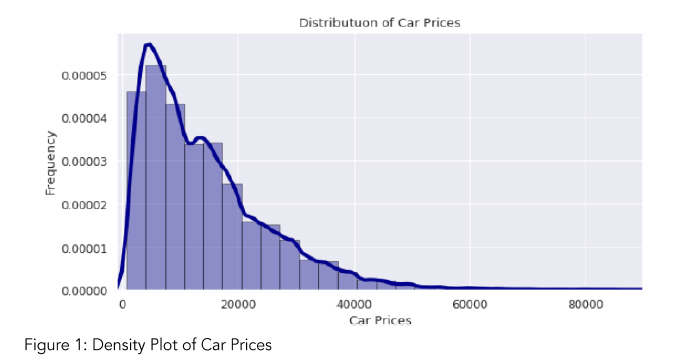 Distributuon of Car Prices
Frequency
0.00005
0.00004
0.00003
0.00002
0.00001
0.00000
0 20000 40000 60000 80000
Car Prices
Figure 1: Density Plot of Car Prices